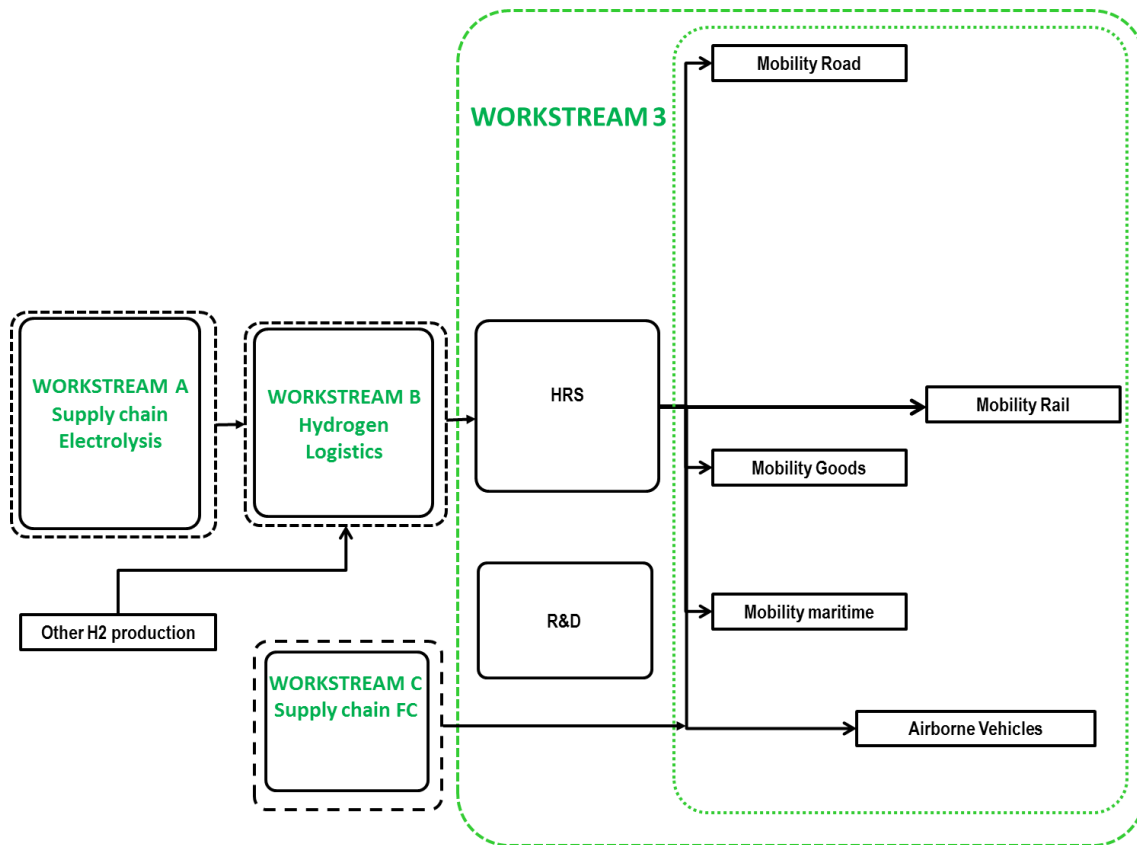 Mobility Road
WORKSTREAM 3
WORKSTREAM A
Supply chain
Electrolysis
WORKSTREAM B
Hydrogen
Logistics
HRS
Mobility Rail
Mobility Goods
R&D
Mobility maritime
Other H2 production
WORKSTREAM C
Supply chain FC
Airborne Vehicles